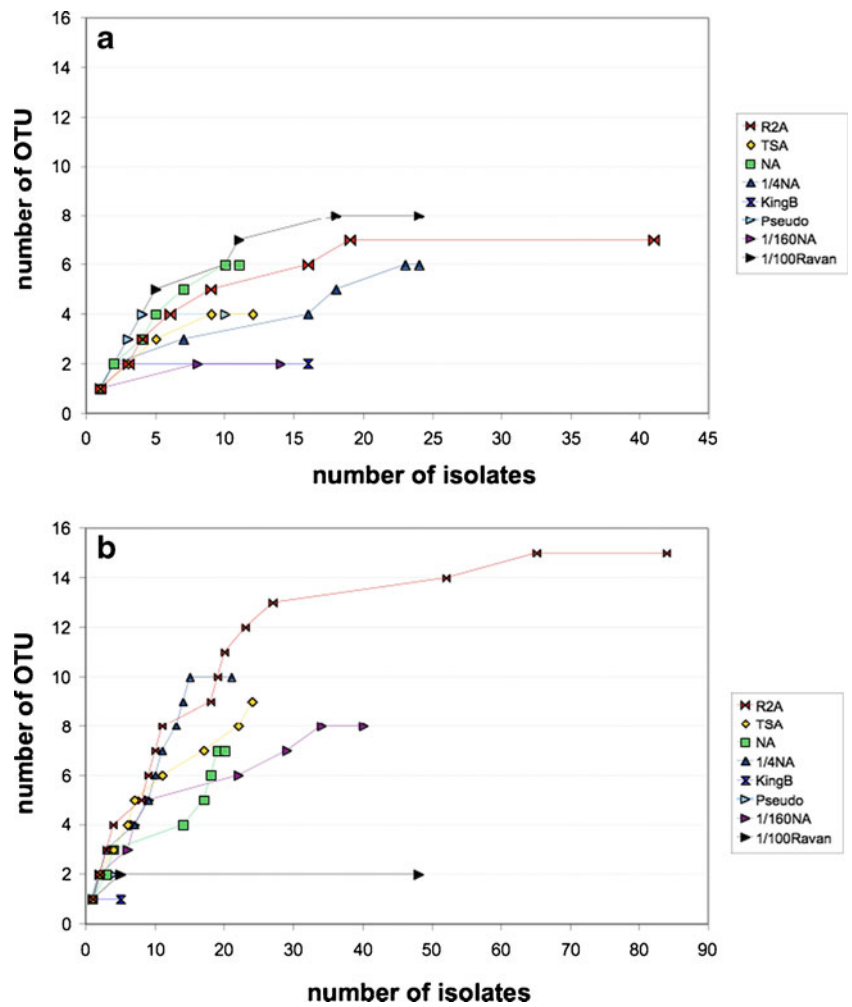 a
number of OTU
16
14
12
10
8
6
4
2
0
0 5 10 15 20 25 30 35 40 45
number of isolates
R2A
TSA
NA
1/4NA
KingB
Pseudo
1/160NA
1/100Ravan
b
number of OTU
16
14
12
10
8
6
4
2
0
0 10 20 30 40 50 60 70 80 90
number of isolates
R2A
TSA
NA
1/4NA
KingB
Pseudo
1/160NA
1/100Ravan